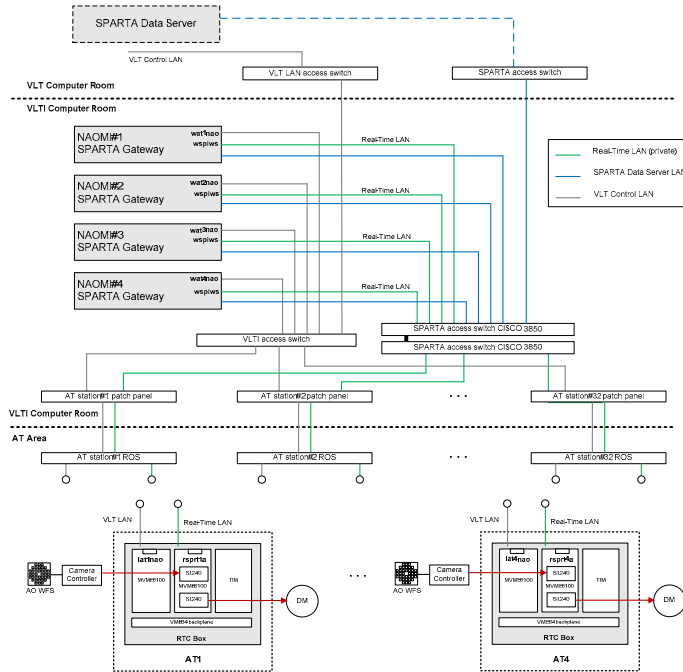 SPARTA Data Server
VLT Control LAN
VLT LAN access switch
SPARTA access switch
VLT Computer Room
VLTI Computer Room
NAOMI#1
SPARTA Gateway
wat1nao
wspiws
Real-Time LAN
NAOMI#2
SPARTA Gateway
wat2nao
wspiws
Real-Time LAN
NAOMI#3
SPARTA Gateway
wat3nao
wspiws
Real-Time LAN
NAOMI#4
SPARTA Gateway
wat4nao
wspiws
Real-Time LAN
Real-Time LAN (private)
SPARTA Data Server LAN
VLT Control LAN
VLTI access switch
SPARTA access switch CISCO 3850
SPARTA access switch CISCO 3850
AT station#1 patch panel
AT station#2 patch panel
. . .
AT station#32 patch panel
VLTI Computer Room
AT Area
AT station#1 ROS
AT station#2 ROS
. . .
AT station#32 ROS
VLT LAN
Real-Time LAN
VLT LAN
Real-Time LAN
AO WFS
Camera
Controller
lat1nao
MVME6100
rsprt1a
S1240
MVME6100
S1240
TIM
VME64 backplane
RTC Box
AT1
DM
. . .
AO WFS
Camera
Controller
lat4nao
MVME6100
rsprt4a
S1240
MVME6100
S1240
TIM
VME64 backplane
RTC Box
AT4
DM